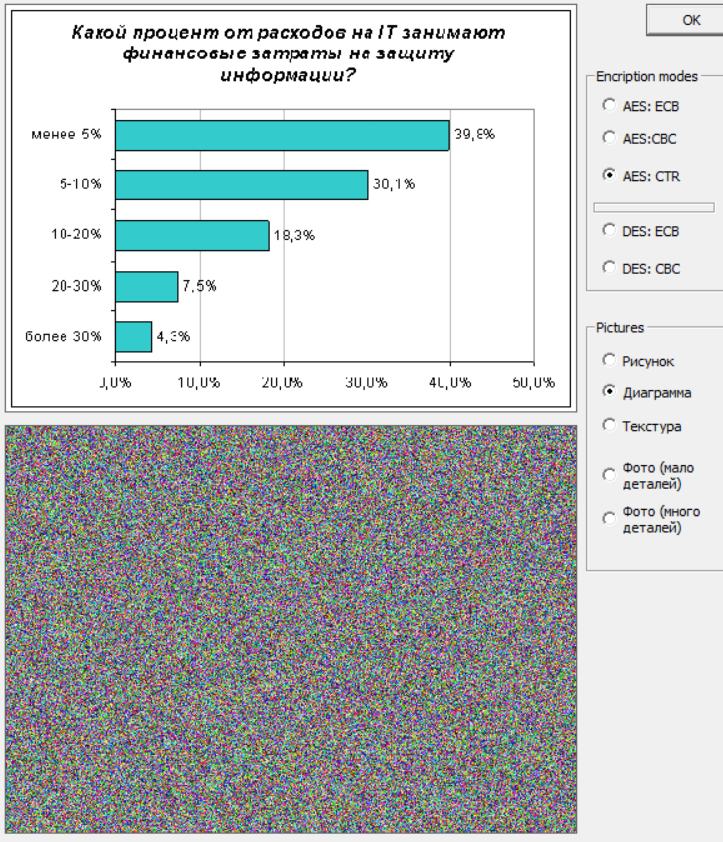 Какой процент от расходов на IT занимают
финансовые затраты на защиту
информации?
менее 5%
39,8%
5-10%
30,1%
10-20%
18,3%
20-30%
7,5%
более 30%
4,3%
0,0% 10,0% 20,0% 30,0% 40,0% 50,0%
OK
Encription modes
AES: ECB
AES:CBC
AES: CTR
DES: ECB
DES: CBC
Pictures
Рисунок
Диаграмма
Текстура
Фото (мало
деталей)
Фото (много
деталей)